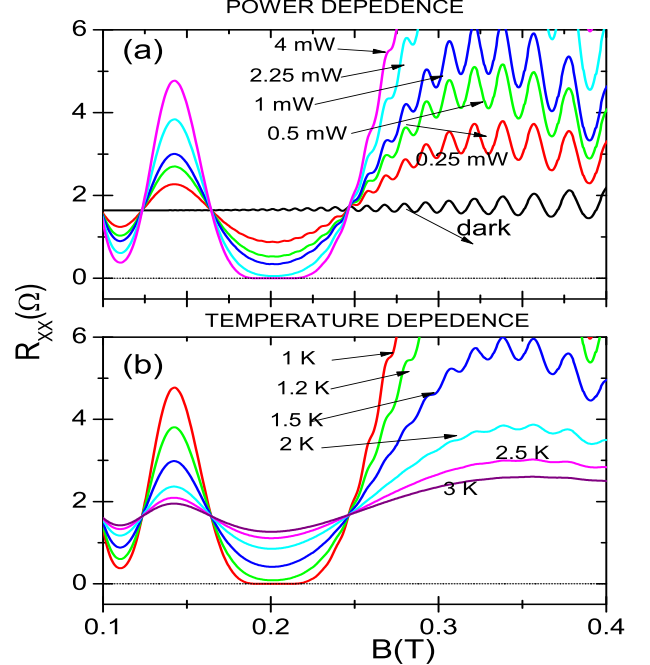 POWER DEPEDENCE
(a)
6
4
2
0
4 mW
2.25 mW
1 mW
0.5 mW
0.25 mW
dark
R_XX(Ω)
TEMPERATURE DEPEDENCE
(b)
6
4
2
0
1 K
1.2 K
1.5 K
2 K
2.5 K
3 K
0.1 0.2 0.3 0.4
B(T)